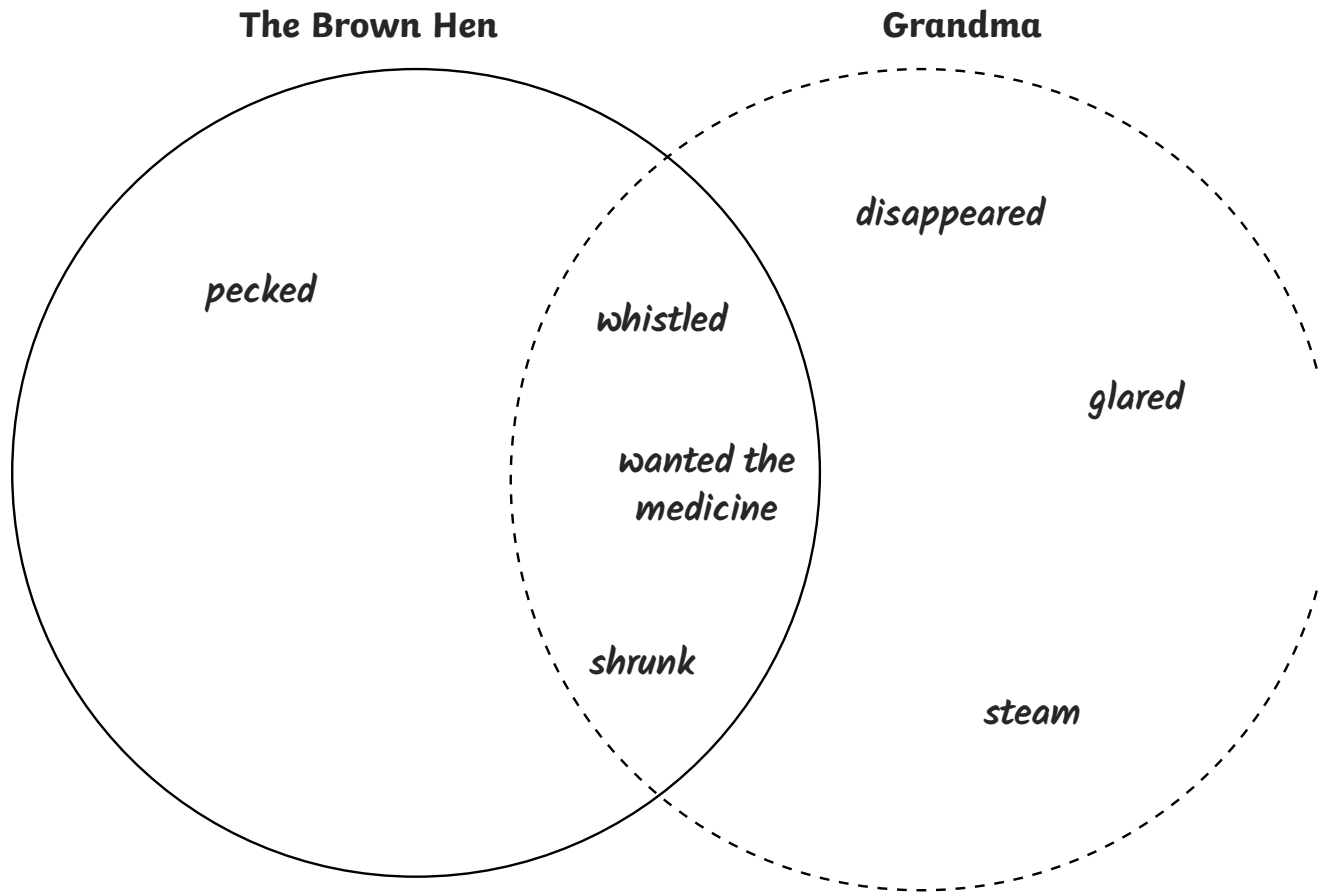 The Brown Hen
Grandma
disappeared
pecked
whistled
glared
wanted the
medicine
shrunk
steam